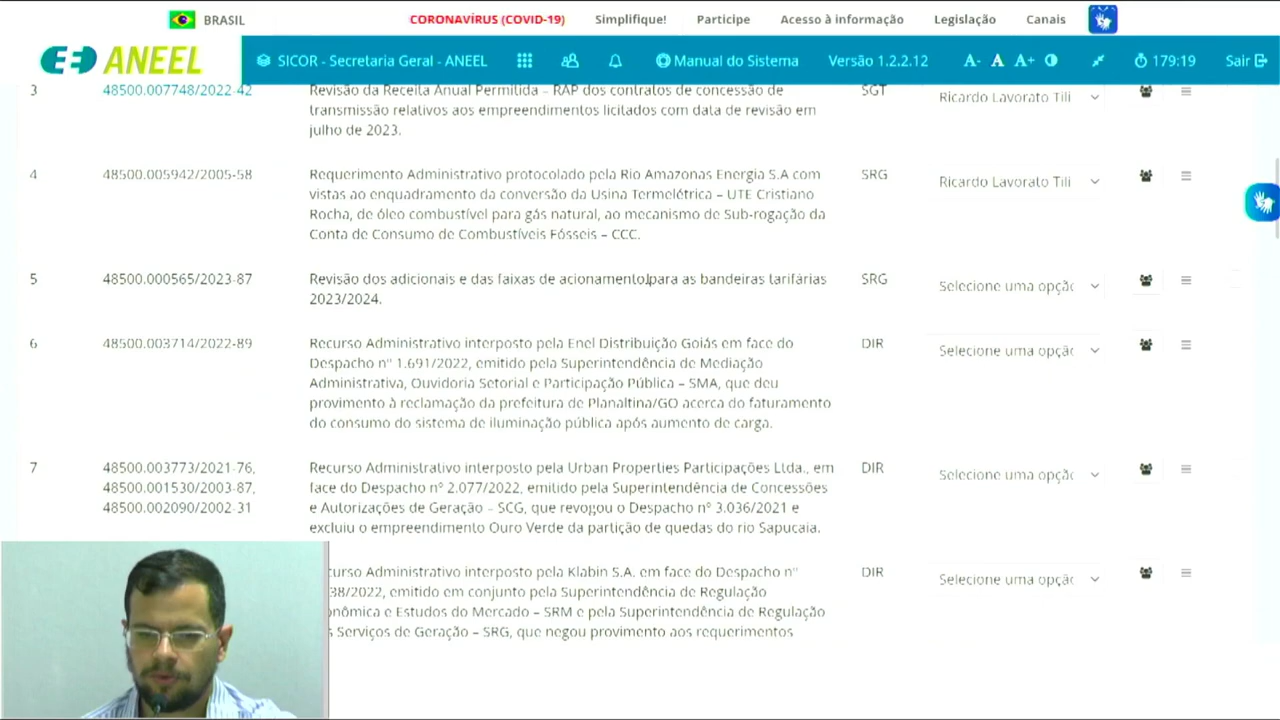 BRASIL
CORONAVÍRUS (COVID-19) Simplifique! Participe Acesso à informação Legislação Canais
ANEEL
SICOR - Secretaria Geral - ANEEL Manual do Sistema Versão 1.2.2.12 A- A A+ 179:19 Sair
3 48500.007748/2022-42 Revisão da Receita Anual Permitida – RAP dos contratos de concessão de SGT Ricardo Lavorato Tili
transmissão relativos aos empreendimentos licitados com data de revisão em
julho de 2023.
4 48500.005942/2005-58 Requerimento Administrativo protocolado pela Rio Amazonas Energia S.A com SRG Ricardo Lavorato Tili
vistas ao enquadramento da conversão da Usina Termelétrica – UTE Cristiano
Rocha, de óleo combustível para gás natural, ao mecanismo de Sub-rogação da
Conta de Consumo de Combustíveis Fósseis – CCC.
5 48500.000565/2023-87 Revisão dos adicionais e das faixas de acionamento para as bandeiras tarifárias SRG Selecione uma opçã
2023/2024.
6 48500.003714/2022-89 Recurso Administrativo interposto pela Enel Distribuição Goiás em face do DIR Selecione uma opçã
Despacho nº 1.691/2022, emitido pela Superintendência de Mediação
Administrativa, Ouvidoria Setorial e Participação Pública – SMA, que deu
provimento à reclamação da prefeitura de Planaltina/GO acerca do faturamento
do consumo do sistema de iluminação pública após aumento de carga.
7 48500.003773/2021-76, Recurso Administrativo interposto pela Urban Properties Participações Ltda., em DIR Selecione uma opçã
48500.001530/2003-87, face do Despacho nº 2.077/2022, emitido pela Superintendência de Concessões
48500.002090/2002-31 e Autorizações de Geração – SCG, que revogou o Despacho nº 3.036/2021 e
excluiu o empreendimento Ouro Verde da partição de quedas do rio Sapucaia.
curso Administrativo interposto pela Klabin S.A. em face do Despacho nº DIR Selecione uma opçã
38/2022, emitido em conjunto pela Superintendência de Regulação
onômica e Estudos do Mercado – SRM e pela Superintendência de Regulação
s Serviços de Geração – SRG, que negou provimento aos requerimentos